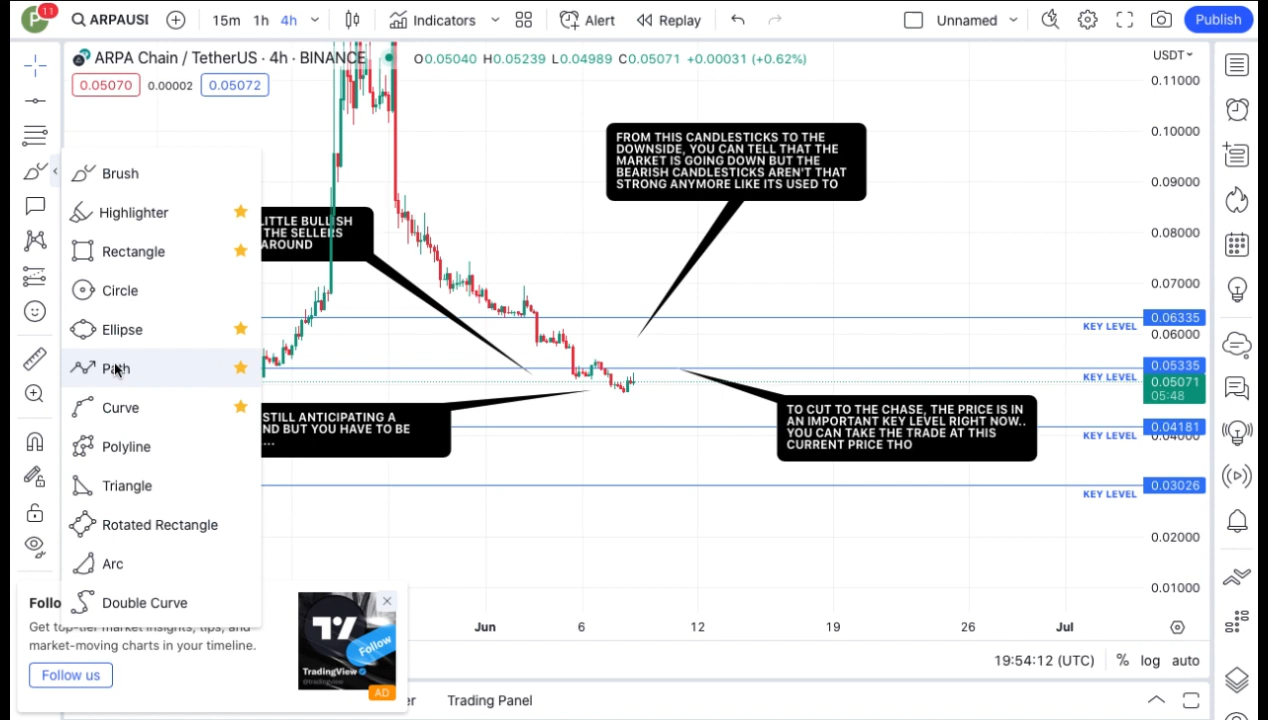 P 11 ARPAUSI 15m 1h 4h Indicators Alert Replay Unnamed Publish
ARPA Chain / TetherUS · 4h · BINANCE O0.05040 H0.05239 L0.04989 C0.05071 +0.00031 (+0.62%) USDT
0.05070 0.00002 0.05072
0.11000
0.10000
0.09000
0.08000
0.07000
0.06335
0.06000
0.05335
0.05071
05:48
0.04181
0.04000
0.03026
0.02000
0.01000
KEY LEVEL
KEY LEVEL
KEY LEVEL
KEY LEVEL
FROM THIS CANDLESTICKS TO THE
DOWNSIDE, YOU CAN TELL THAT THE
MARKET IS GOING DOWN BUT THE
BEARISH CANDLESTICKS AREN'T THAT
STRONG ANYMORE LIKE ITS USED TO
LITTLE BULLISH
THE SELLERS
AROUND
STILL ANTICIPATING A
ND BUT YOU HAVE TO BE
...
TO CUT TO THE CHASE, THE PRICE IS IN
AN IMPORTANT KEY LEVEL RIGHT NOW..
YOU CAN TAKE THE TRADE AT THIS
CURRENT PRICE THO
Brush
Highlighter
Rectangle
Circle
Ellipse
Path
Curve
Polyline
Triangle
Rotated Rectangle
Arc
Double Curve
Follo
Get top-tier market insights, tips, and
market-moving charts in your timeline.
Follow us
Follow
TradingView
@tradingview
AD
Jun 6 12 19 26 Jul
19:54:12 (UTC) % log auto
er Trading Panel